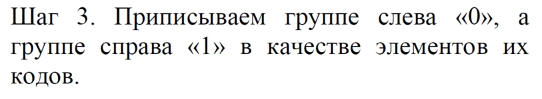 Шаг 3. Приписываем группе слева «0», а
группе справа «1» в качестве элементов их
кодов.